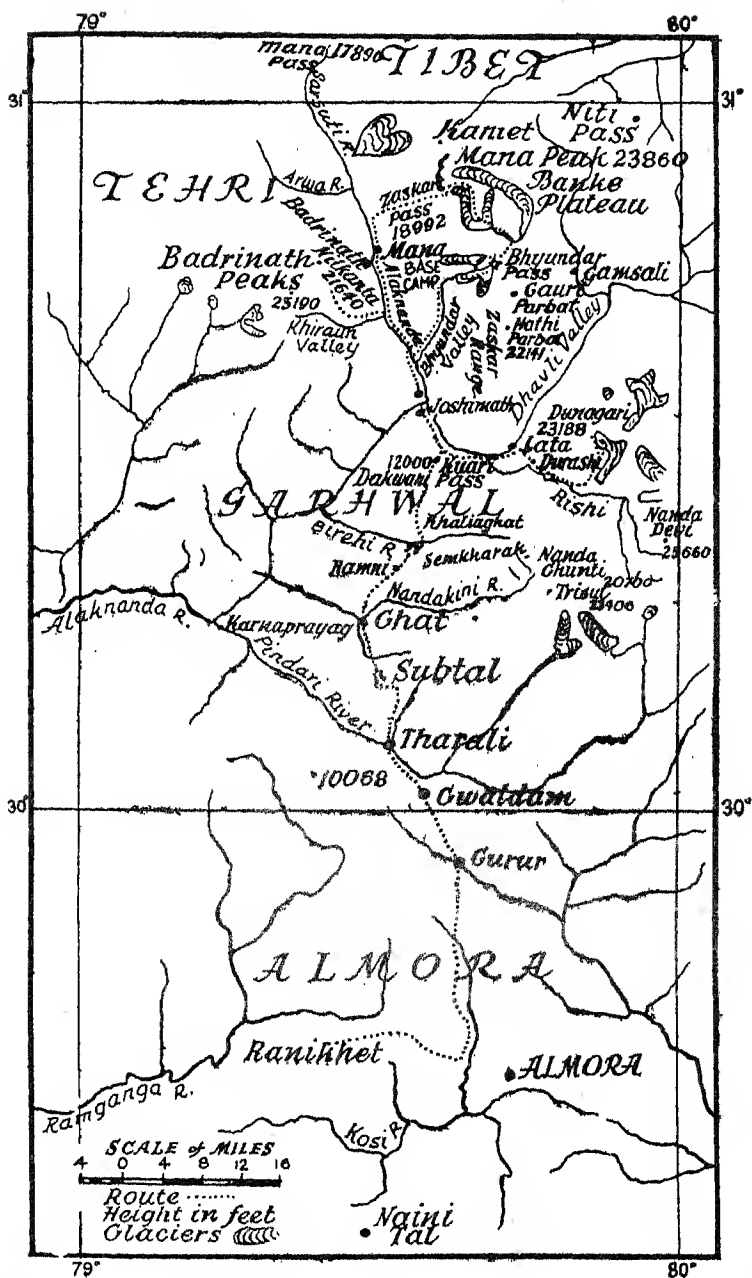 79°
80°
31°
31°
mana 17890
Pass
TIBET
Sarsuti R.
Niti
Pass
Kamet
Mana Peak 23860
Banke
Plateau
Arwa R.
TEHRI
Zaskar
Pass
18992
Badrinath
Badrinath
Peaks
23190
Nilkanta
21640
Mana
BASE
CAMP
Alaknanda
Bhyundar
Pass
Gamsali
Gauri
Parbat
Nathi
Parbat
22141
Khiraun
Valley
Bhyundar
Valley
Zaskar
Range
Dhauli Valley
Joshimath
Dunagari
23188
Lata
Durashi
12000
Kuari
Dakwani Pass
Rishi
GARHWAL
Khaliaghat
Nanda
Devi
25660
Birehi R.
Semkharak
Ramni
Nanda
Ghunti
20700
Trisul
23406
Nandakini R.
Alaknanda R.
Karnaprayag
Ghat
Pindari River
Subtal
Tharali
10068
Gwaldam
30°
30°
Gurur
ALMORA
Ranikhet
ALMORA
Ramganga R.
Kosi R.
SCALE of MILES
4 0 4 8 12 16
Route
Height in feet
Glaciers
Naini
Tal
79°
80°